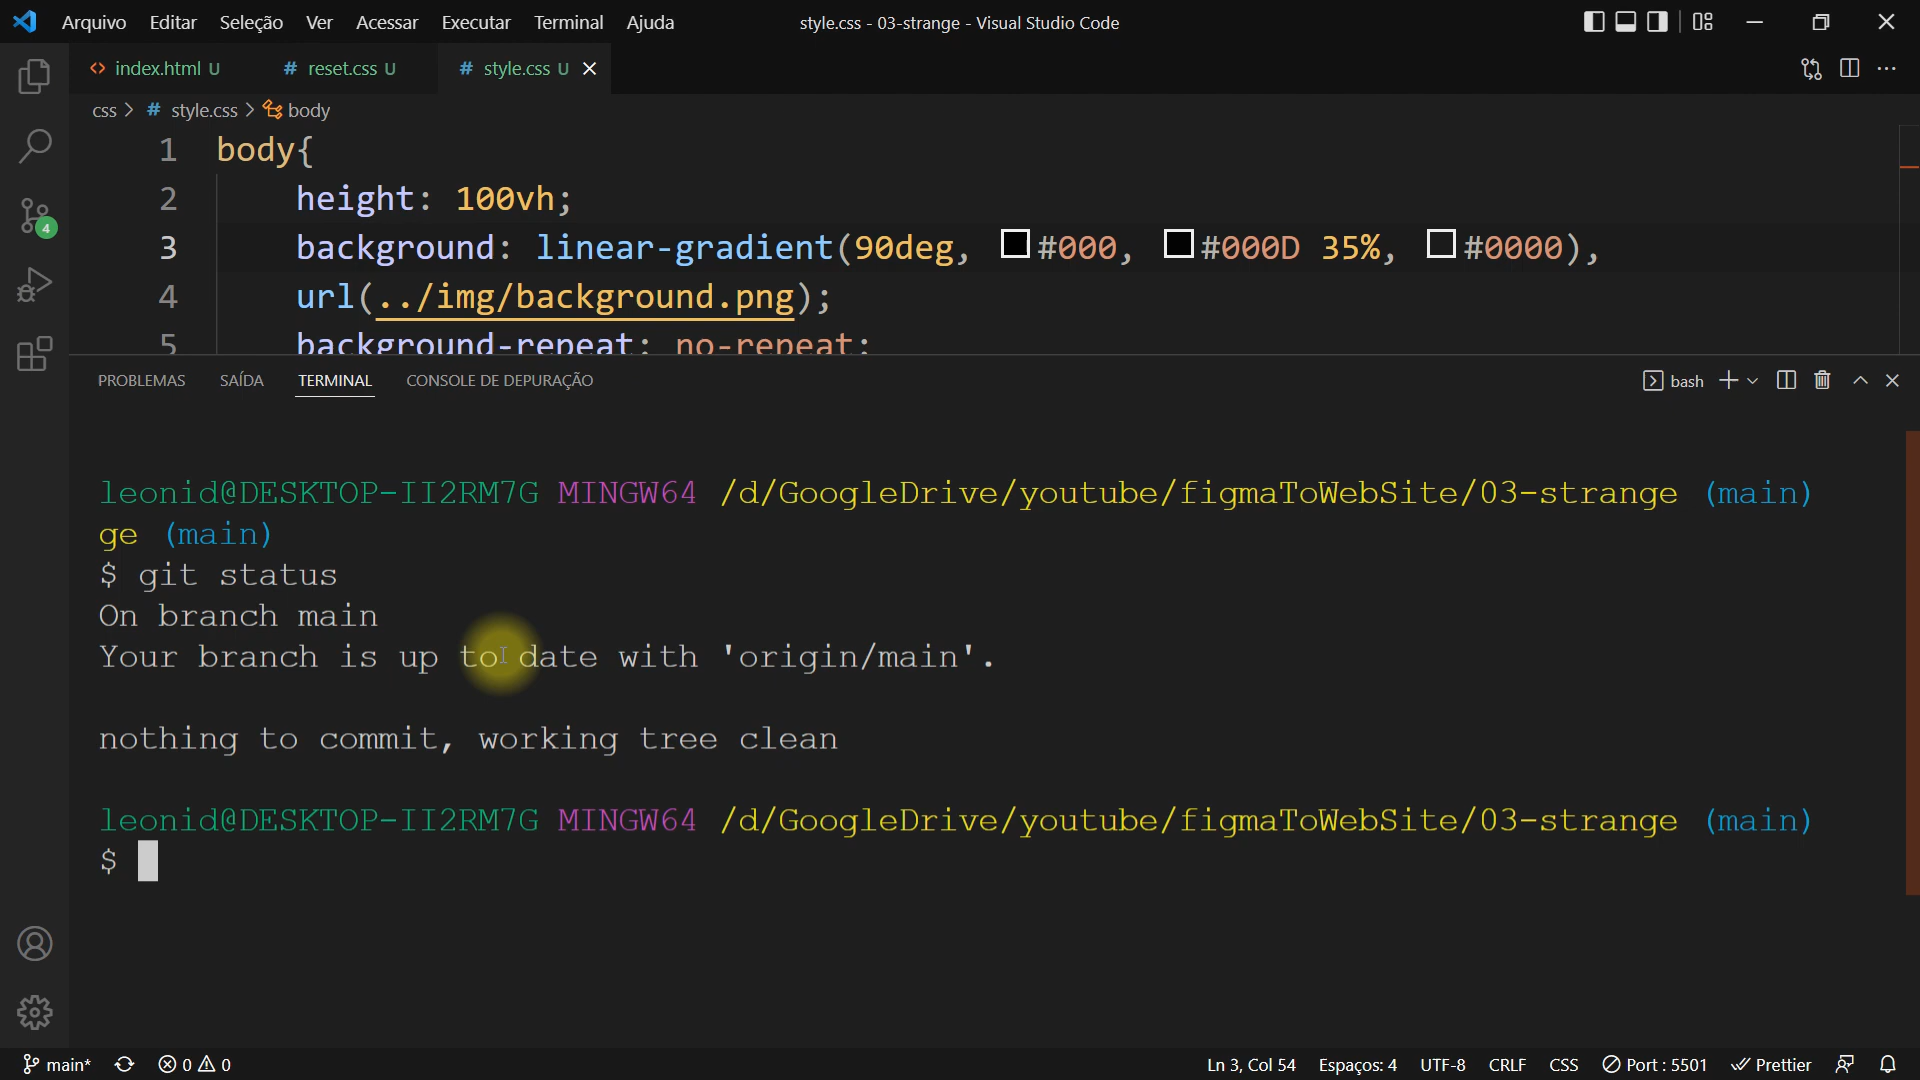 Arquivo Editar Seleção Ver Acessar Executar Terminal Ajuda style.css - 03-strange - Visual Studio Code
index.html U # reset.css U # style.css U
css > # style.css > body
4
1 body{
2 height: 100vh;
3 background: linear-gradient(90deg, #000, #000D 35%, #0000),
4 url(../img/background.png);
5 background-repeat: no-repeat;
PROBLEMAS SAÍDA TERMINAL CONSOLE DE DEPURAÇÃO bash
leonid@DESKTOP-II2RM7G MINGW64 /d/GoogleDrive/youtube/figmaToWebSite/03-strange (main)
ge (main)
$ git status
On branch main
Your branch is up to date with 'origin/main'.
nothing to commit, working tree clean
leonid@DESKTOP-II2RM7G MINGW64 /d/GoogleDrive/youtube/figmaToWebSite/03-strange (main)
$
main* 0 0 Ln 3, Col 54 Espaços: 4 UTF-8 CRLF CSS Port : 5501 Prettier